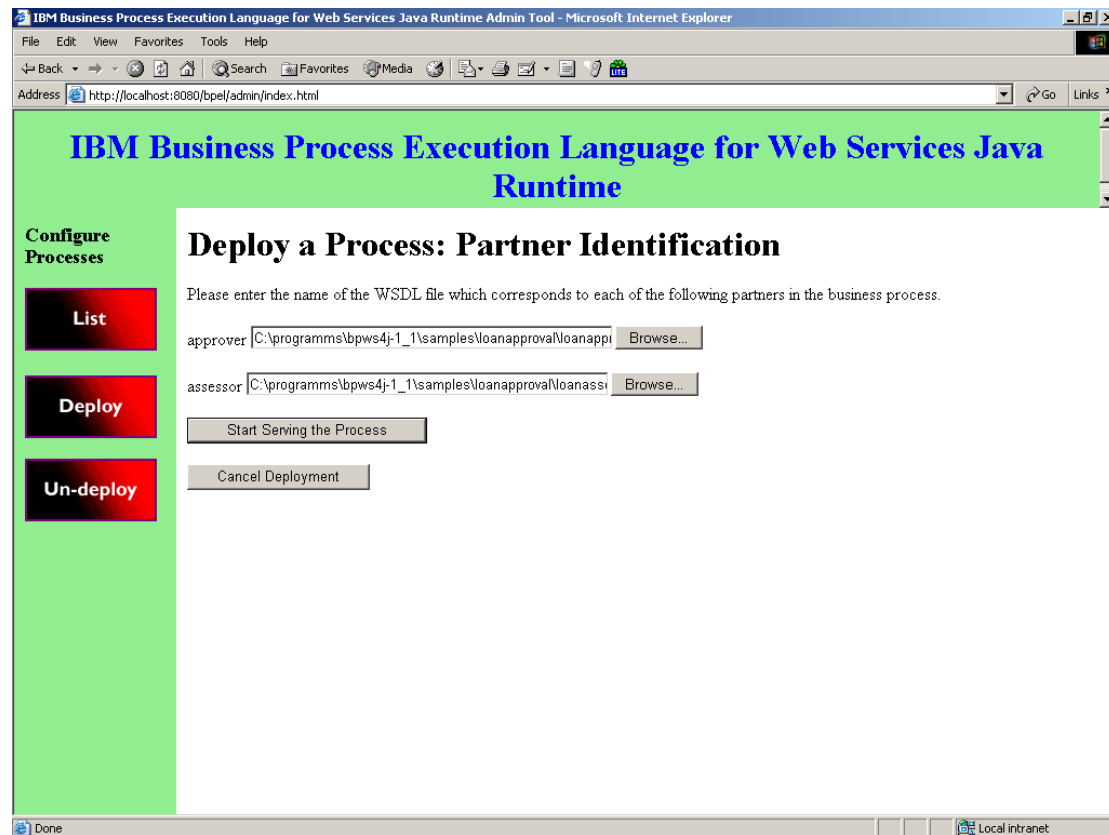 IBM Business Process Execution Language for Web Services Java Runtime Admin Tool - Microsoft Internet Explorer
File Edit View Favorites Tools Help
Back Search Favorites Media LITE
Address http://localhost:8080/bpel/admin/index.html Go Links
IBM Business Process Execution Language for Web Services Java
Runtime
Configure
Processes
List
Deploy
Un-deploy
Deploy a Process: Partner Identification
Please enter the name of the WSDL file which corresponds to each of the following partners in the business process.
approver C:\programms\bpws4j-1_1\samples\loanapproval\loanappr Browse...
assessor C:\programms\bpws4j-1_1\samples\loanapproval\loanass Browse...
Start Serving the Process
Cancel Deployment
Done Local intranet